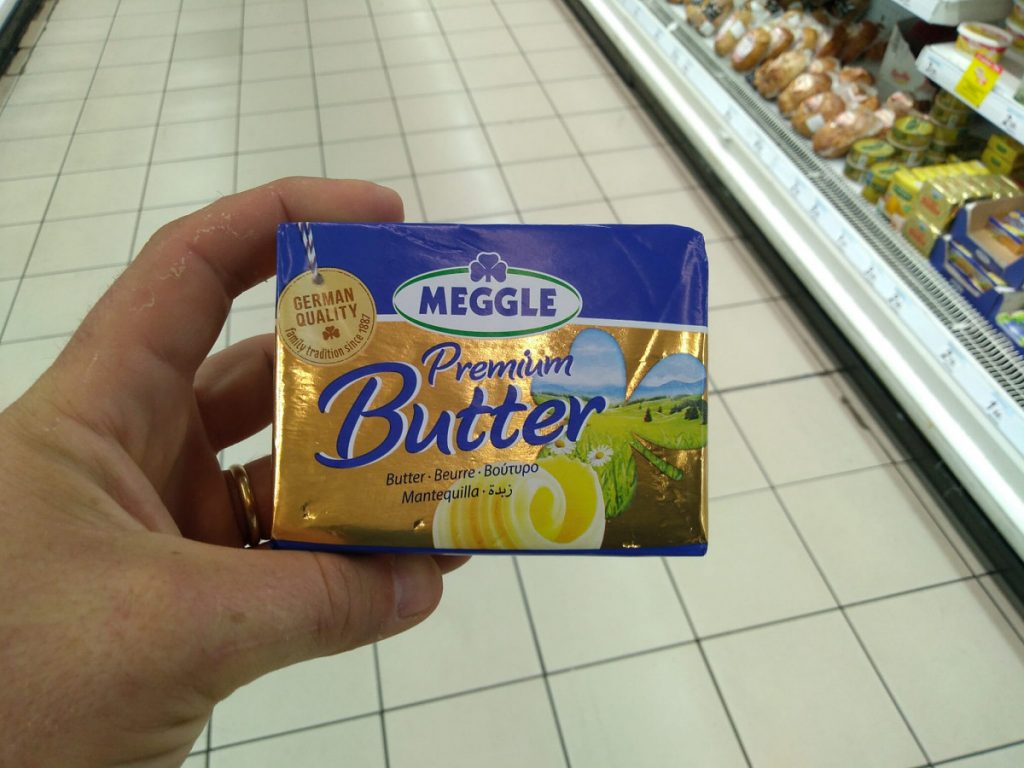 MEGGLE
GERMAN
QUALITY
family tradition since 1887
Premium
Butter
Butter · Beurre · Βούτυρο
Mantequilla · زبدة